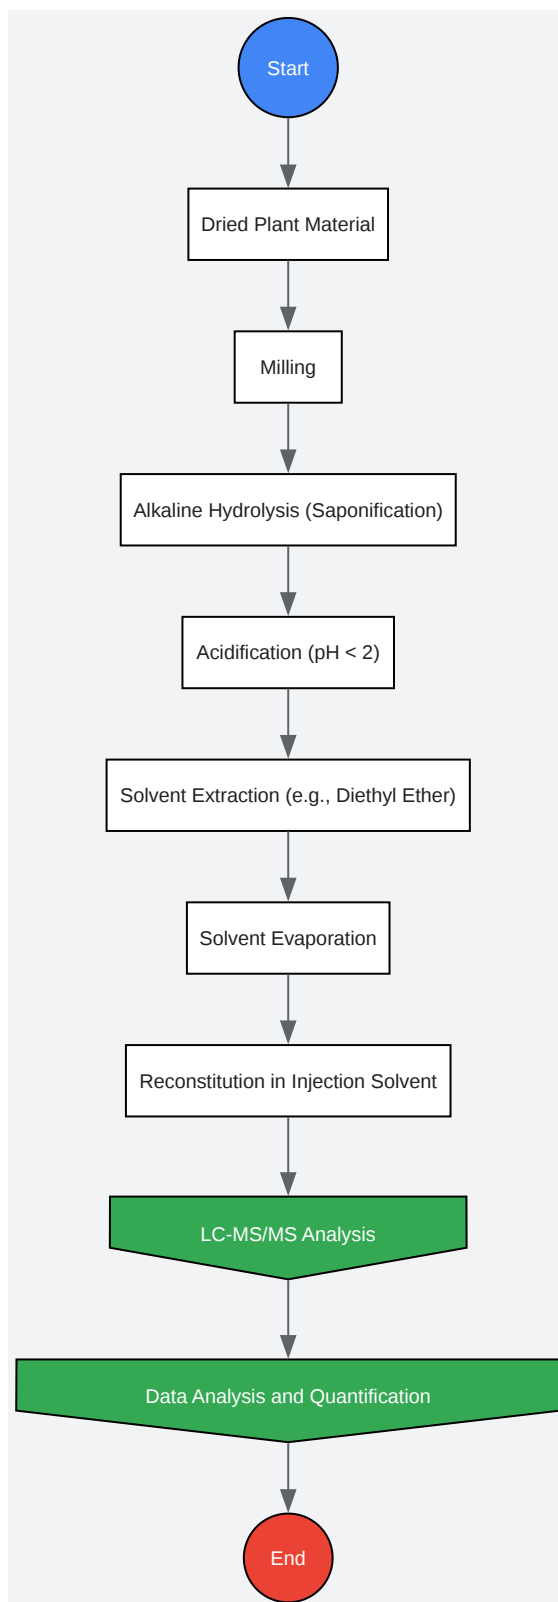 Start
Dried Plant Material
Milling
Alkaline Hydrolysis (Saponification)
Acidification (pH < 2)
Solvent Extraction (e.g., Diethyl Ether)
Solvent Evaporation
Reconstitution in Injection Solvent
LC-MS/MS Analysis
Data Analysis and Quantification
End